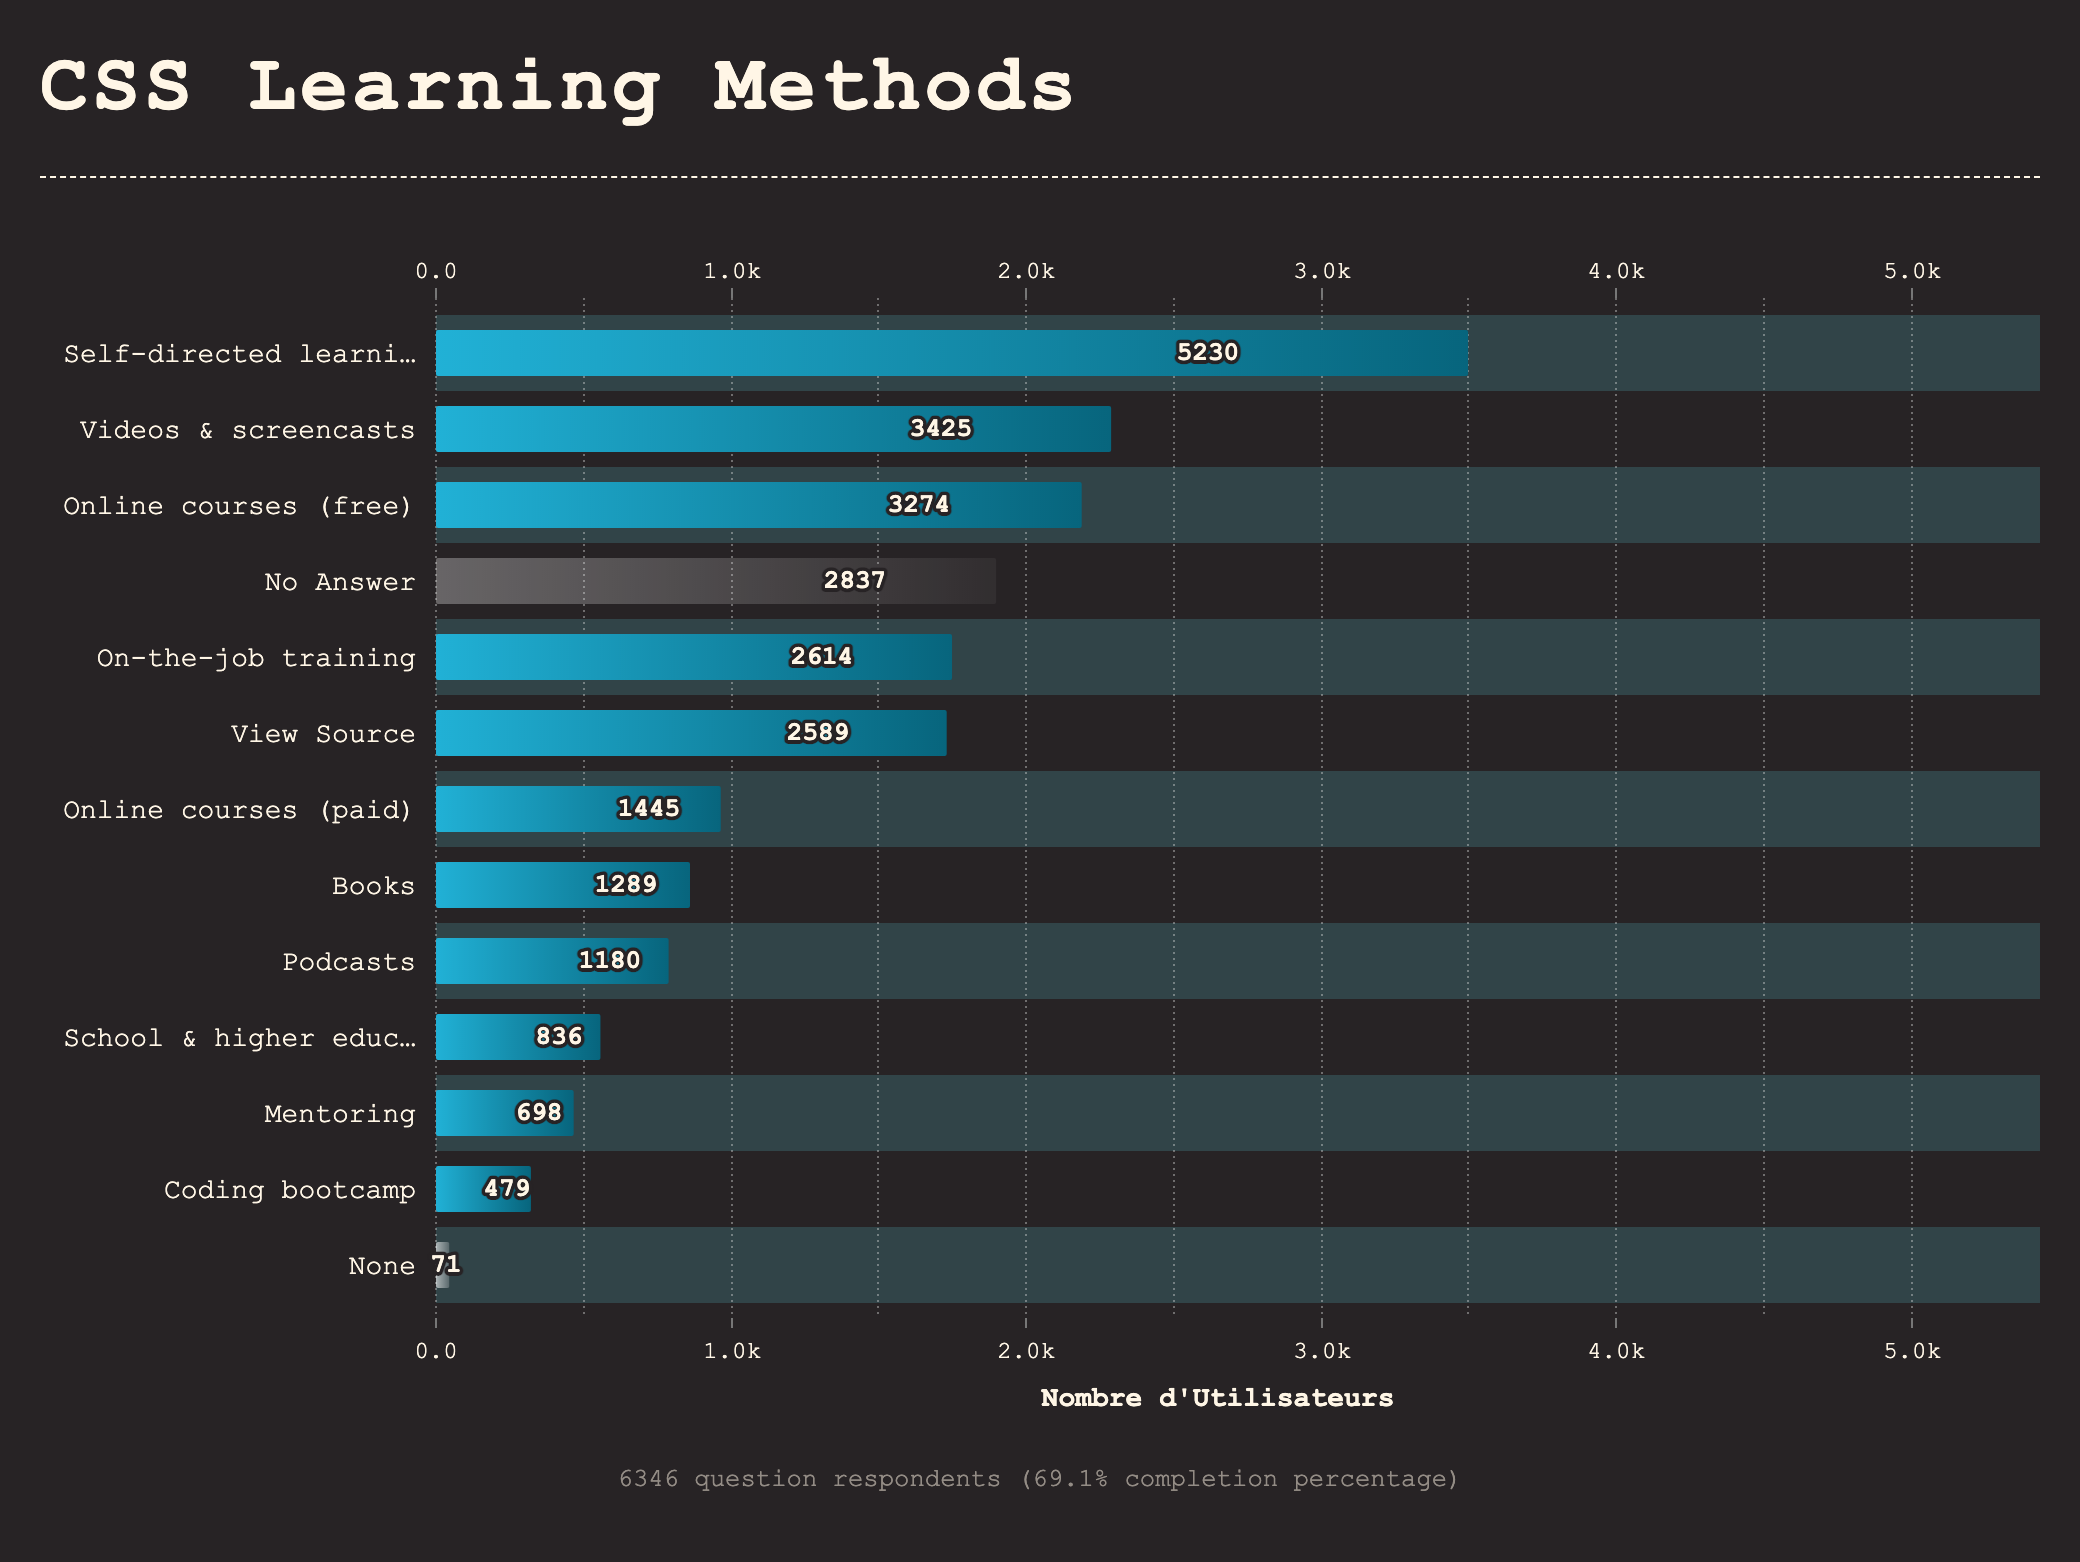 CSS Learning Methods
0.0 1.0k 2.0k 3.0k 4.0k 5.0k
Self-directed learni… 5230
Videos & screencasts 3425
Online courses (free) 3274
No Answer 2837
On-the-job training 2614
View Source 2589
Online courses (paid) 1445
Books 1289
Podcasts 1180
School & higher educ… 836
Mentoring 698
Coding bootcamp 479
None 71
0.0 1.0k 2.0k 3.0k 4.0k 5.0k
Nombre d'Utilisateurs
6346 question respondents (69.1% completion percentage)